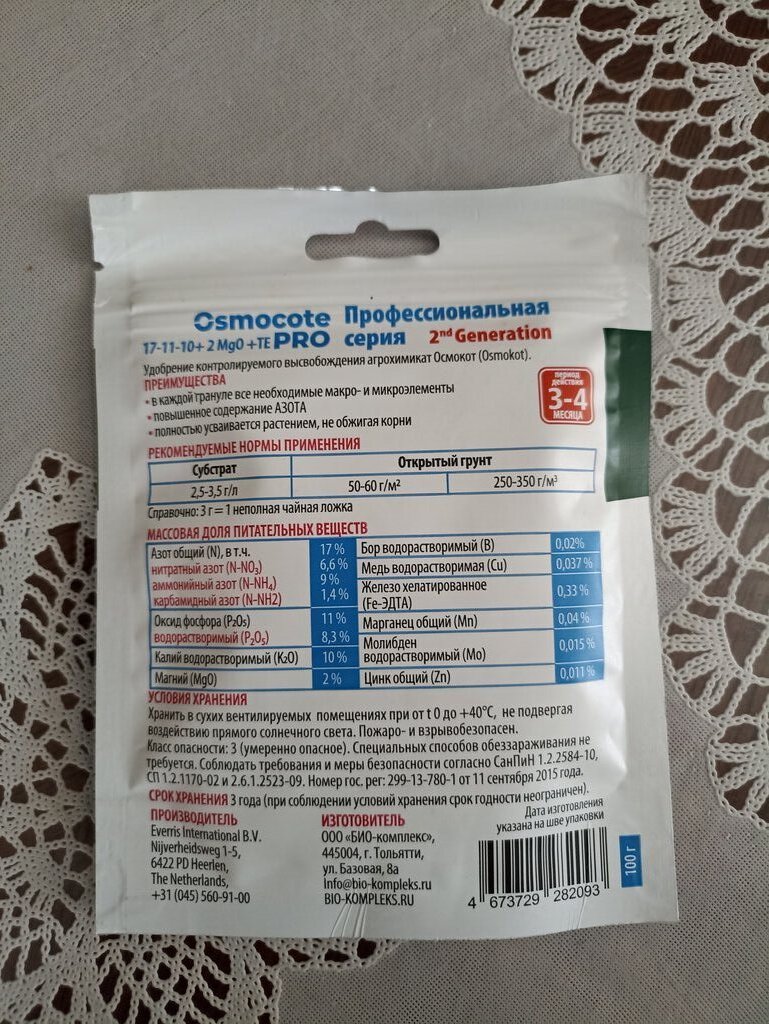 Osmocote Профессиональная
17-11-10+ 2 MgO +TE PRO серия 2nd Generation
Удобрение контролируемого высвобождения агрохимикат Осмокот (Osmokot).
ПРЕИМУЩЕСТВА
• в каждой грануле все необходимые макро- и микроэлементы
• повышенное содержание АЗОТА
• полностью усваивается растением, не обжигая корни
период
действия
3-4
МЕСЯЦА
РЕКОМЕНДУЕМЫЕ НОРМЫ ПРИМЕНЕНИЯ
Субстрат Открытый грунт
2,5-3,5 г/л 50-60 г/м² 250-350 г/м³
Справочно: 3 г = 1 неполная чайная ложка
МАССОВАЯ ДОЛЯ ПИТАТЕЛЬНЫХ ВЕЩЕСТВ
Азот общий (N), в т.ч. 17 %
нитратный азот (N-NO₃) 6,6 %
аммонийный азот (N-NH₄) 9 %
карбамидный азот (N-NH2) 1,4 %
Оксид фосфора (P₂O₅) 11 %
водорастворимый (P₂O₅) 8,3 %
Калий водорастворимый (K₂O) 10 %
Магний (MgO) 2 %
Бор водорастворимый (B) 0,02%
Медь водорастворимая (Cu) 0,037 %
Железо хелатированное
(Fe-ЭДТА) 0,33 %
Марганец общий (Mn) 0,04 %
Молибден
водорастворимый (Mo) 0,015 %
Цинк общий (Zn) 0,011 %
УСЛОВИЯ ХРАНЕНИЯ
Хранить в сухих вентилируемых помещениях при от t 0 до +40°С, не подвергая
воздействию прямого солнечного света. Пожаро- и взрывобезопасен.
Класс опасности: 3 (умеренно опасное). Специальных способов обеззараживания не
требуется. Соблюдать требования и меры безопасности согласно СанПиН 1.2.2584-10,
СП 1.2.1170-02 и 2.6.1.2523-09. Номер гос. рег: 299-13-780-1 от 11 сентября 2015 года.
СРОК ХРАНЕНИЯ 3 года (при соблюдении условий хранения срок годности неограничен).
ПРОИЗВОДИТЕЛЬ
Everris International B.V.
Nijverheidsweg 1-5,
6422 PD Heerlen,
The Netherlands,
+31 (045) 560-91-00
ИЗГОТОВИТЕЛЬ
ООО «БИО-комплекс»,
445004, г. Тольятти,
ул. Базовая, 8а
Info@bio-kompleks.ru
BIO-KOMPLEKS.RU
Дата изготовления
указана на шве упаковки
4 673729 282093
100 г